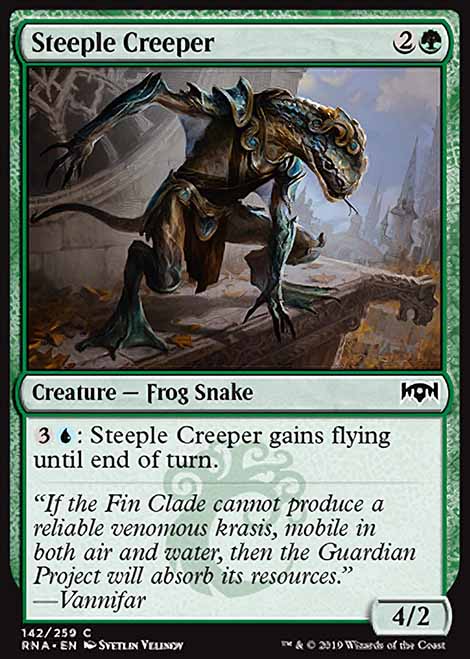 Steeple Creeper 2
Creature — Frog Snake
3 : Steeple Creeper gains flying
until end of turn.
“If the Fin Clade cannot produce a
reliable venomous krasis, mobile in
both air and water, then the Guardian
Project will absorb its resources.”
—Vannifar
4/2
142/259 C
RNA • EN Svetlin Velinov
™ & © 2019 Wizards of the Coast